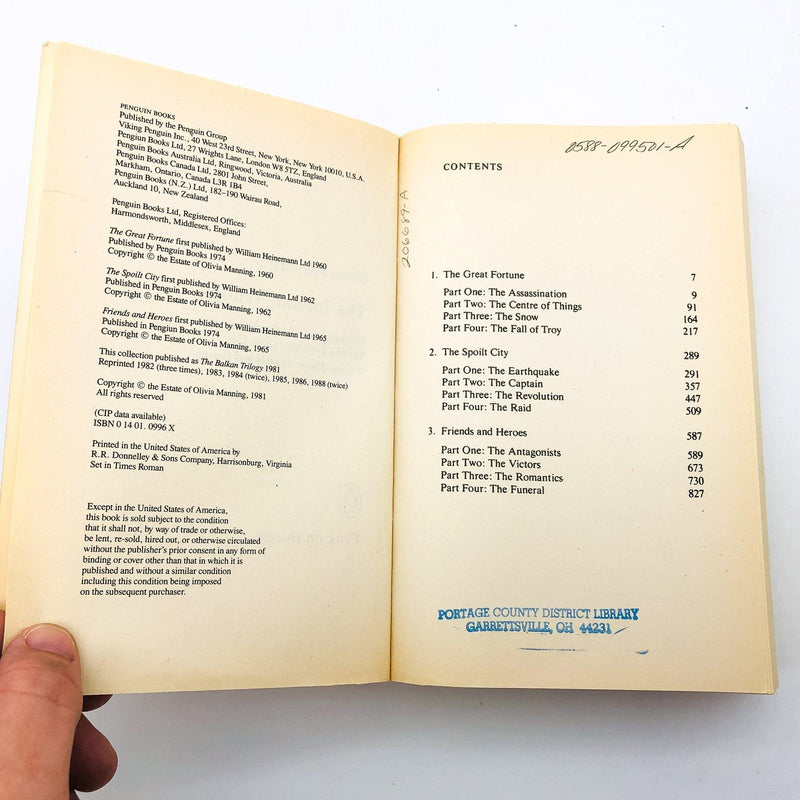 PENGUIN BOOKS
Published by the Penguin Group
Viking Penguin Inc., 40 West 23rd Street, New York, New York 10010, U.S.A.
Penguin Books Ltd, 27 Wrights Lane, London W8 5TZ, England
Penguin Books Australia Ltd, Ringwood, Victoria, Australia
Penguin Books Canada Ltd, 2801 John Street,
Markham, Ontario, Canada L3R 1B4
Penguin Books (N.Z.) Ltd, 182–190 Wairau Road,
Auckland 10, New Zealand
Penguin Books Ltd, Registered Offices:
Harmondsworth, Middlesex, England
The Great Fortune first published by William Heinemann Ltd 1960
Published by Penguin Books 1974
Copyright © the Estate of Olivia Manning, 1960
The Spoilt City first published by William Heinemann Ltd 1962
Published in Penguin Books 1974
Copyright © the Estate of Olivia Manning, 1962
Friends and Heroes first published by William Heinemann Ltd 1965
Published in Penguin Books 1974
Copyright © the Estate of Olivia Manning, 1965
This collection published as The Balkan Trilogy 1981
Reprinted 1982 (three times), 1983, 1984 (twice), 1985, 1986, 1988 (twice)
Copyright © the Estate of Olivia Manning, 1981
All rights reserved
(CIP data available)
ISBN 0 14 01. 0996 X
Printed in the United States of America by
R.R. Donnelley & Sons Company, Harrisonburg, Virginia
Set in Times Roman
Except in the United States of America,
this book is sold subject to the condition
that it shall not, by way of trade or otherwise,
be lent, re-sold, hired out, or otherwise circulated
without the publisher's prior consent in any form of
binding or cover other than that in which it is
published and without a similar condition
including this condition being imposed
on the subsequent purchaser.
206689-A
0588-099501-A
CONTENTS
1. The Great Fortune 7
Part One: The Assassination 9
Part Two: The Centre of Things 91
Part Three: The Snow 164
Part Four: The Fall of Troy 217
2. The Spoilt City 289
Part One: The Earthquake 291
Part Two: The Captain 357
Part Three: The Revolution 447
Part Four: The Raid 509
3. Friends and Heroes 587
Part One: The Antagonists 589
Part Two: The Victors 673
Part Three: The Romantics 730
Part Four: The Funeral 827
PORTAGE COUNTY DISTRICT LIBRARY
GARRETTSVILLE, OH 44231